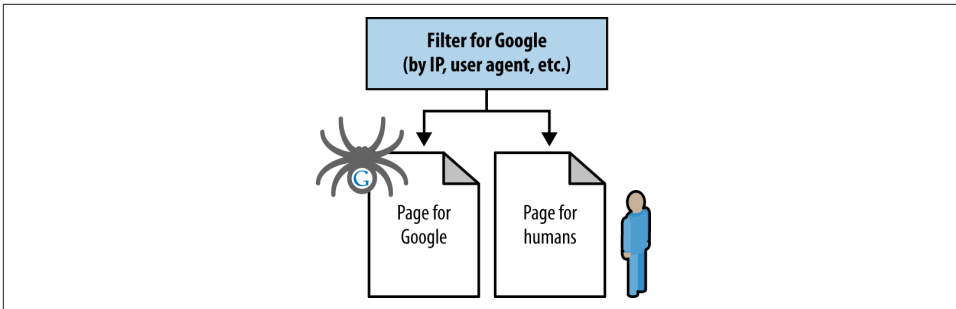 Filter for Google
(by IP, user agent, etc.)
G
Page for
Google
Page for
humans